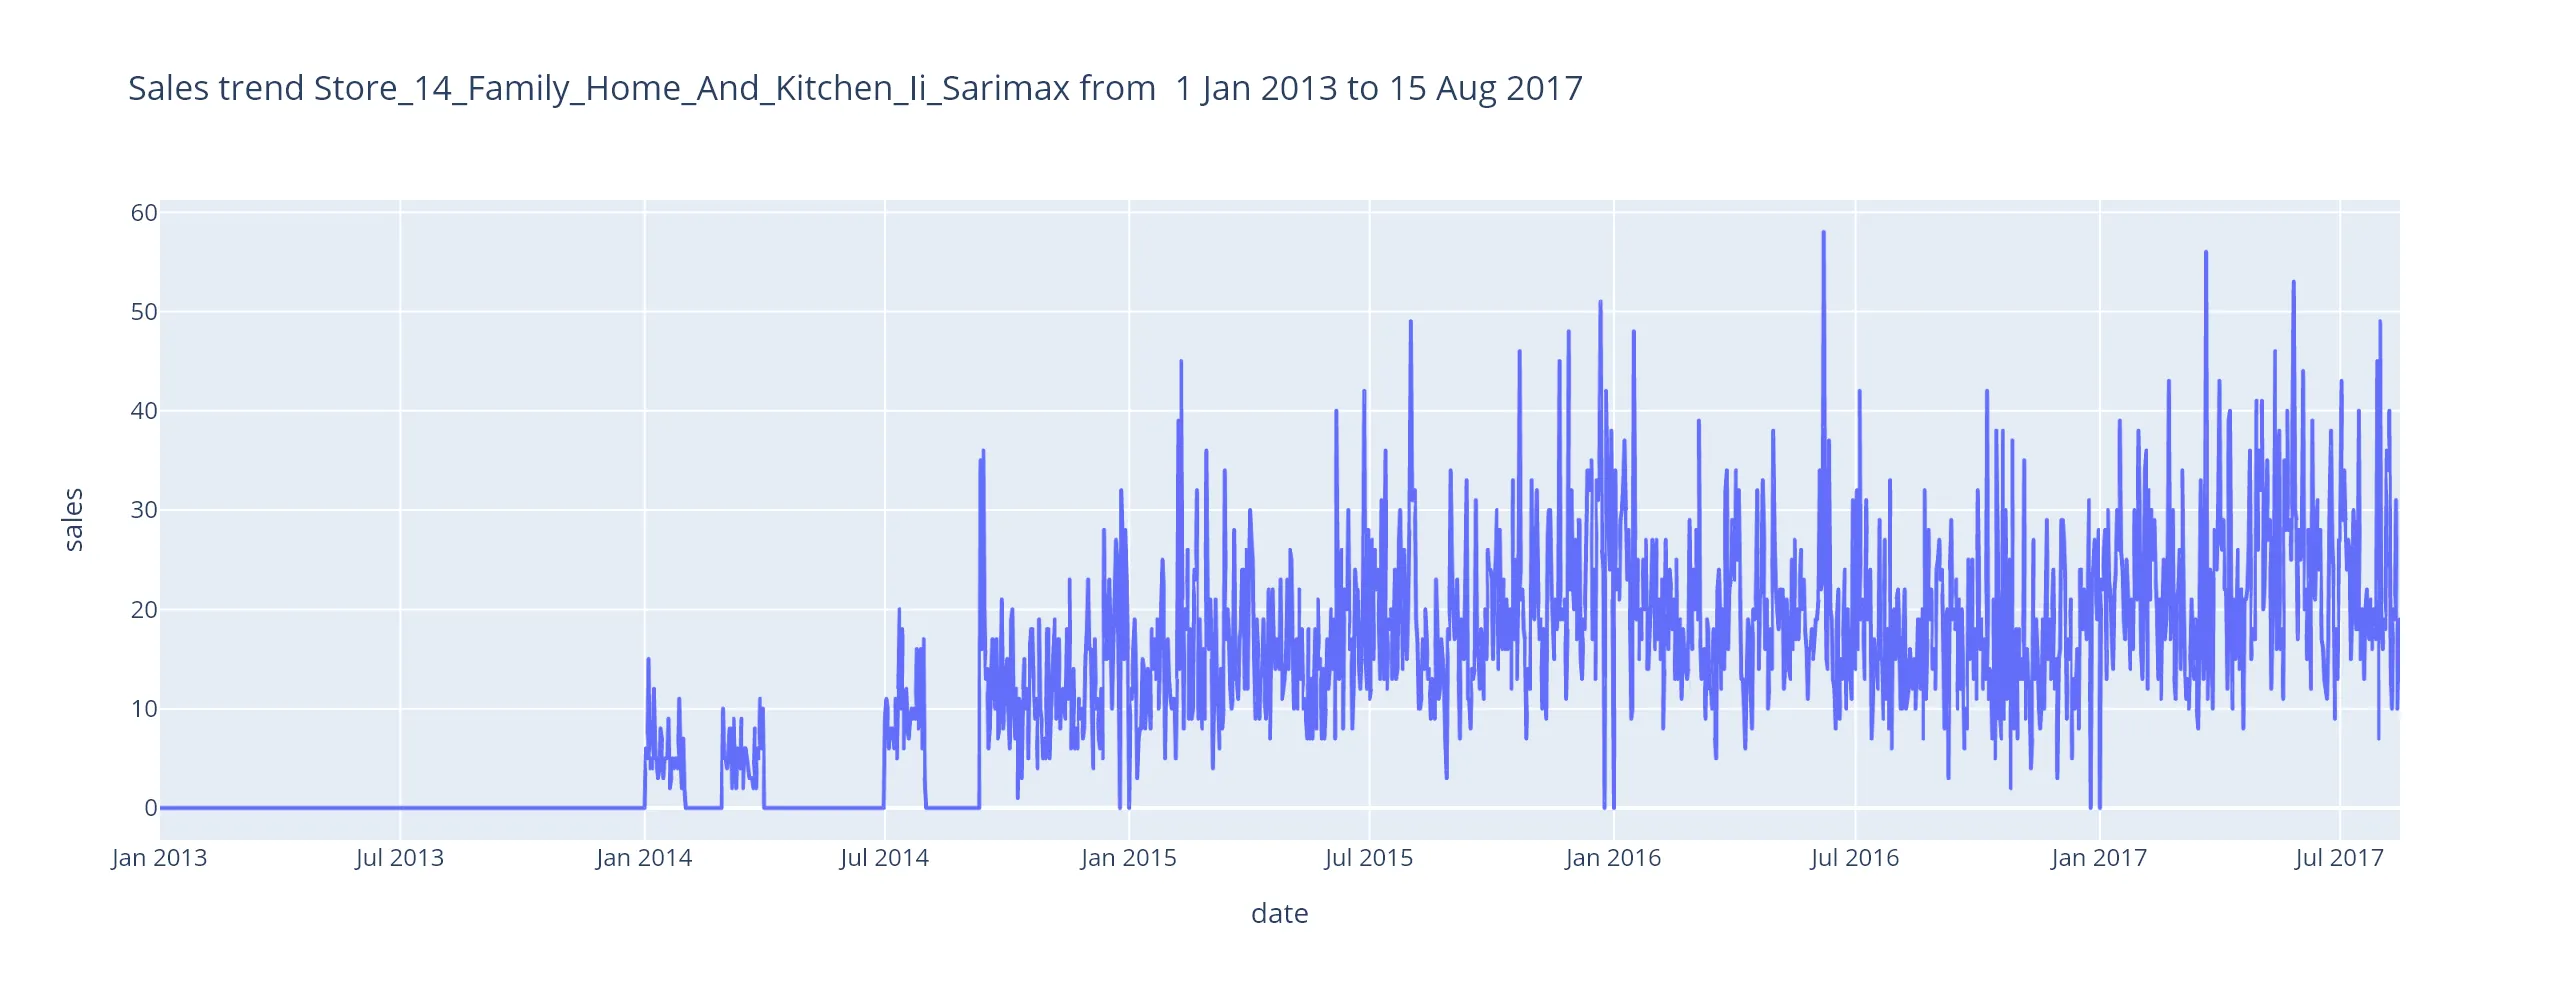 Sales trend Store_14_Family_Home_And_Kitchen_Ii_Sarimax from  1 Jan 2013 to 15 Aug 2017
60
50
40
30
20
10
0
sales
Jan 2013 Jul 2013 Jan 2014 Jul 2014 Jan 2015 Jul 2015 Jan 2016 Jul 2016 Jan 2017 Jul 2017
date